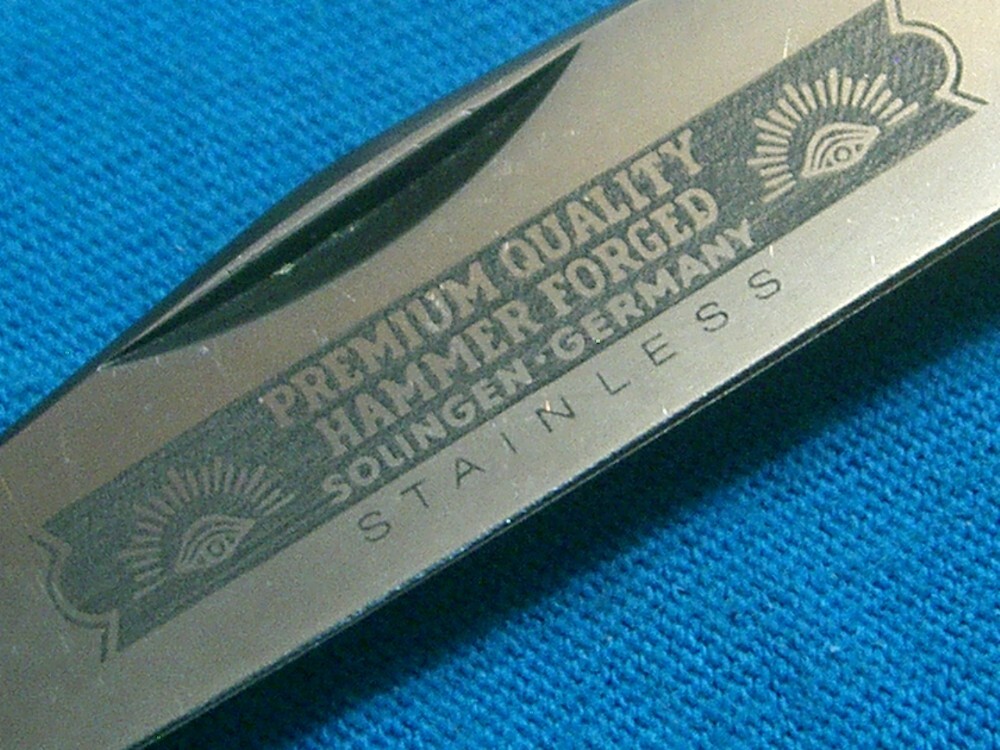 PREMIUM QUALITY
HAMMER FORGED
SOLINGEN·GERMANY
STAINLESS